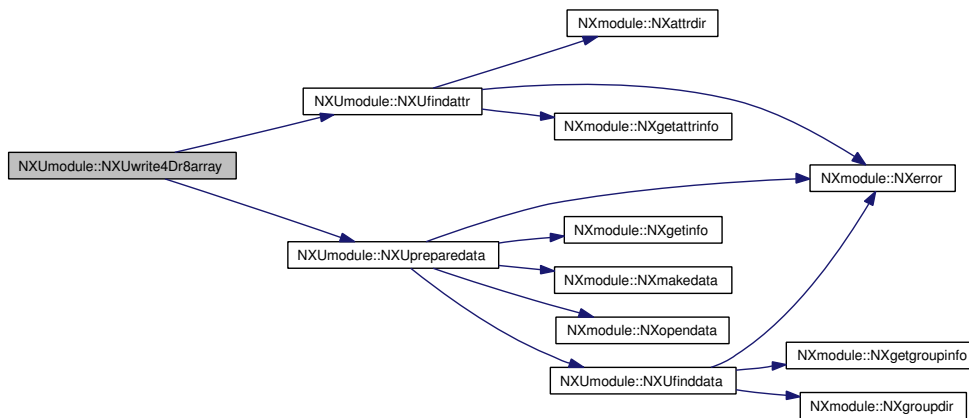 NXmodule::NXattrdir
NXUmodule::NXUfindattr
NXmodule::NXgetattrinfo
NXUmodule::NXUwrite4Dr8array
NXmodule::NXerror
NXmodule::NXgetinfo
NXUmodule::NXUpreparedata
NXmodule::NXmakedata
NXmodule::NXopendata
NXmodule::NXgetgroupinfo
NXUmodule::NXUfinddata
NXmodule::NXgroupdir